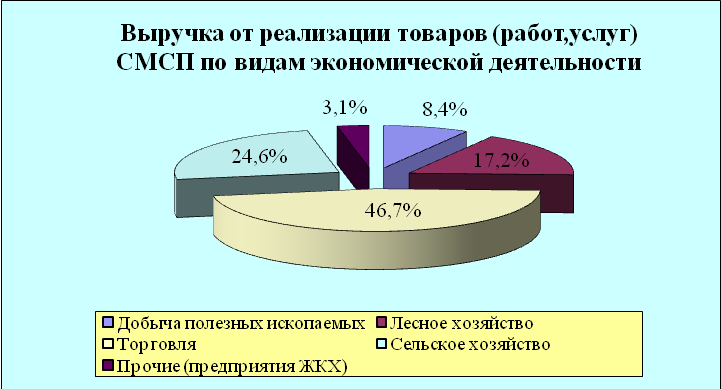 Выручка от реализации товаров (работ,услуг)
СМСП по видам экономической деятельности
3,1%
8,4%
24,6%
17,2%
46,7%
Добыча полезных ископаемых
Лесное хозяйство
Торговля
Сельское хозяйство
Прочие (предприятия ЖКХ)